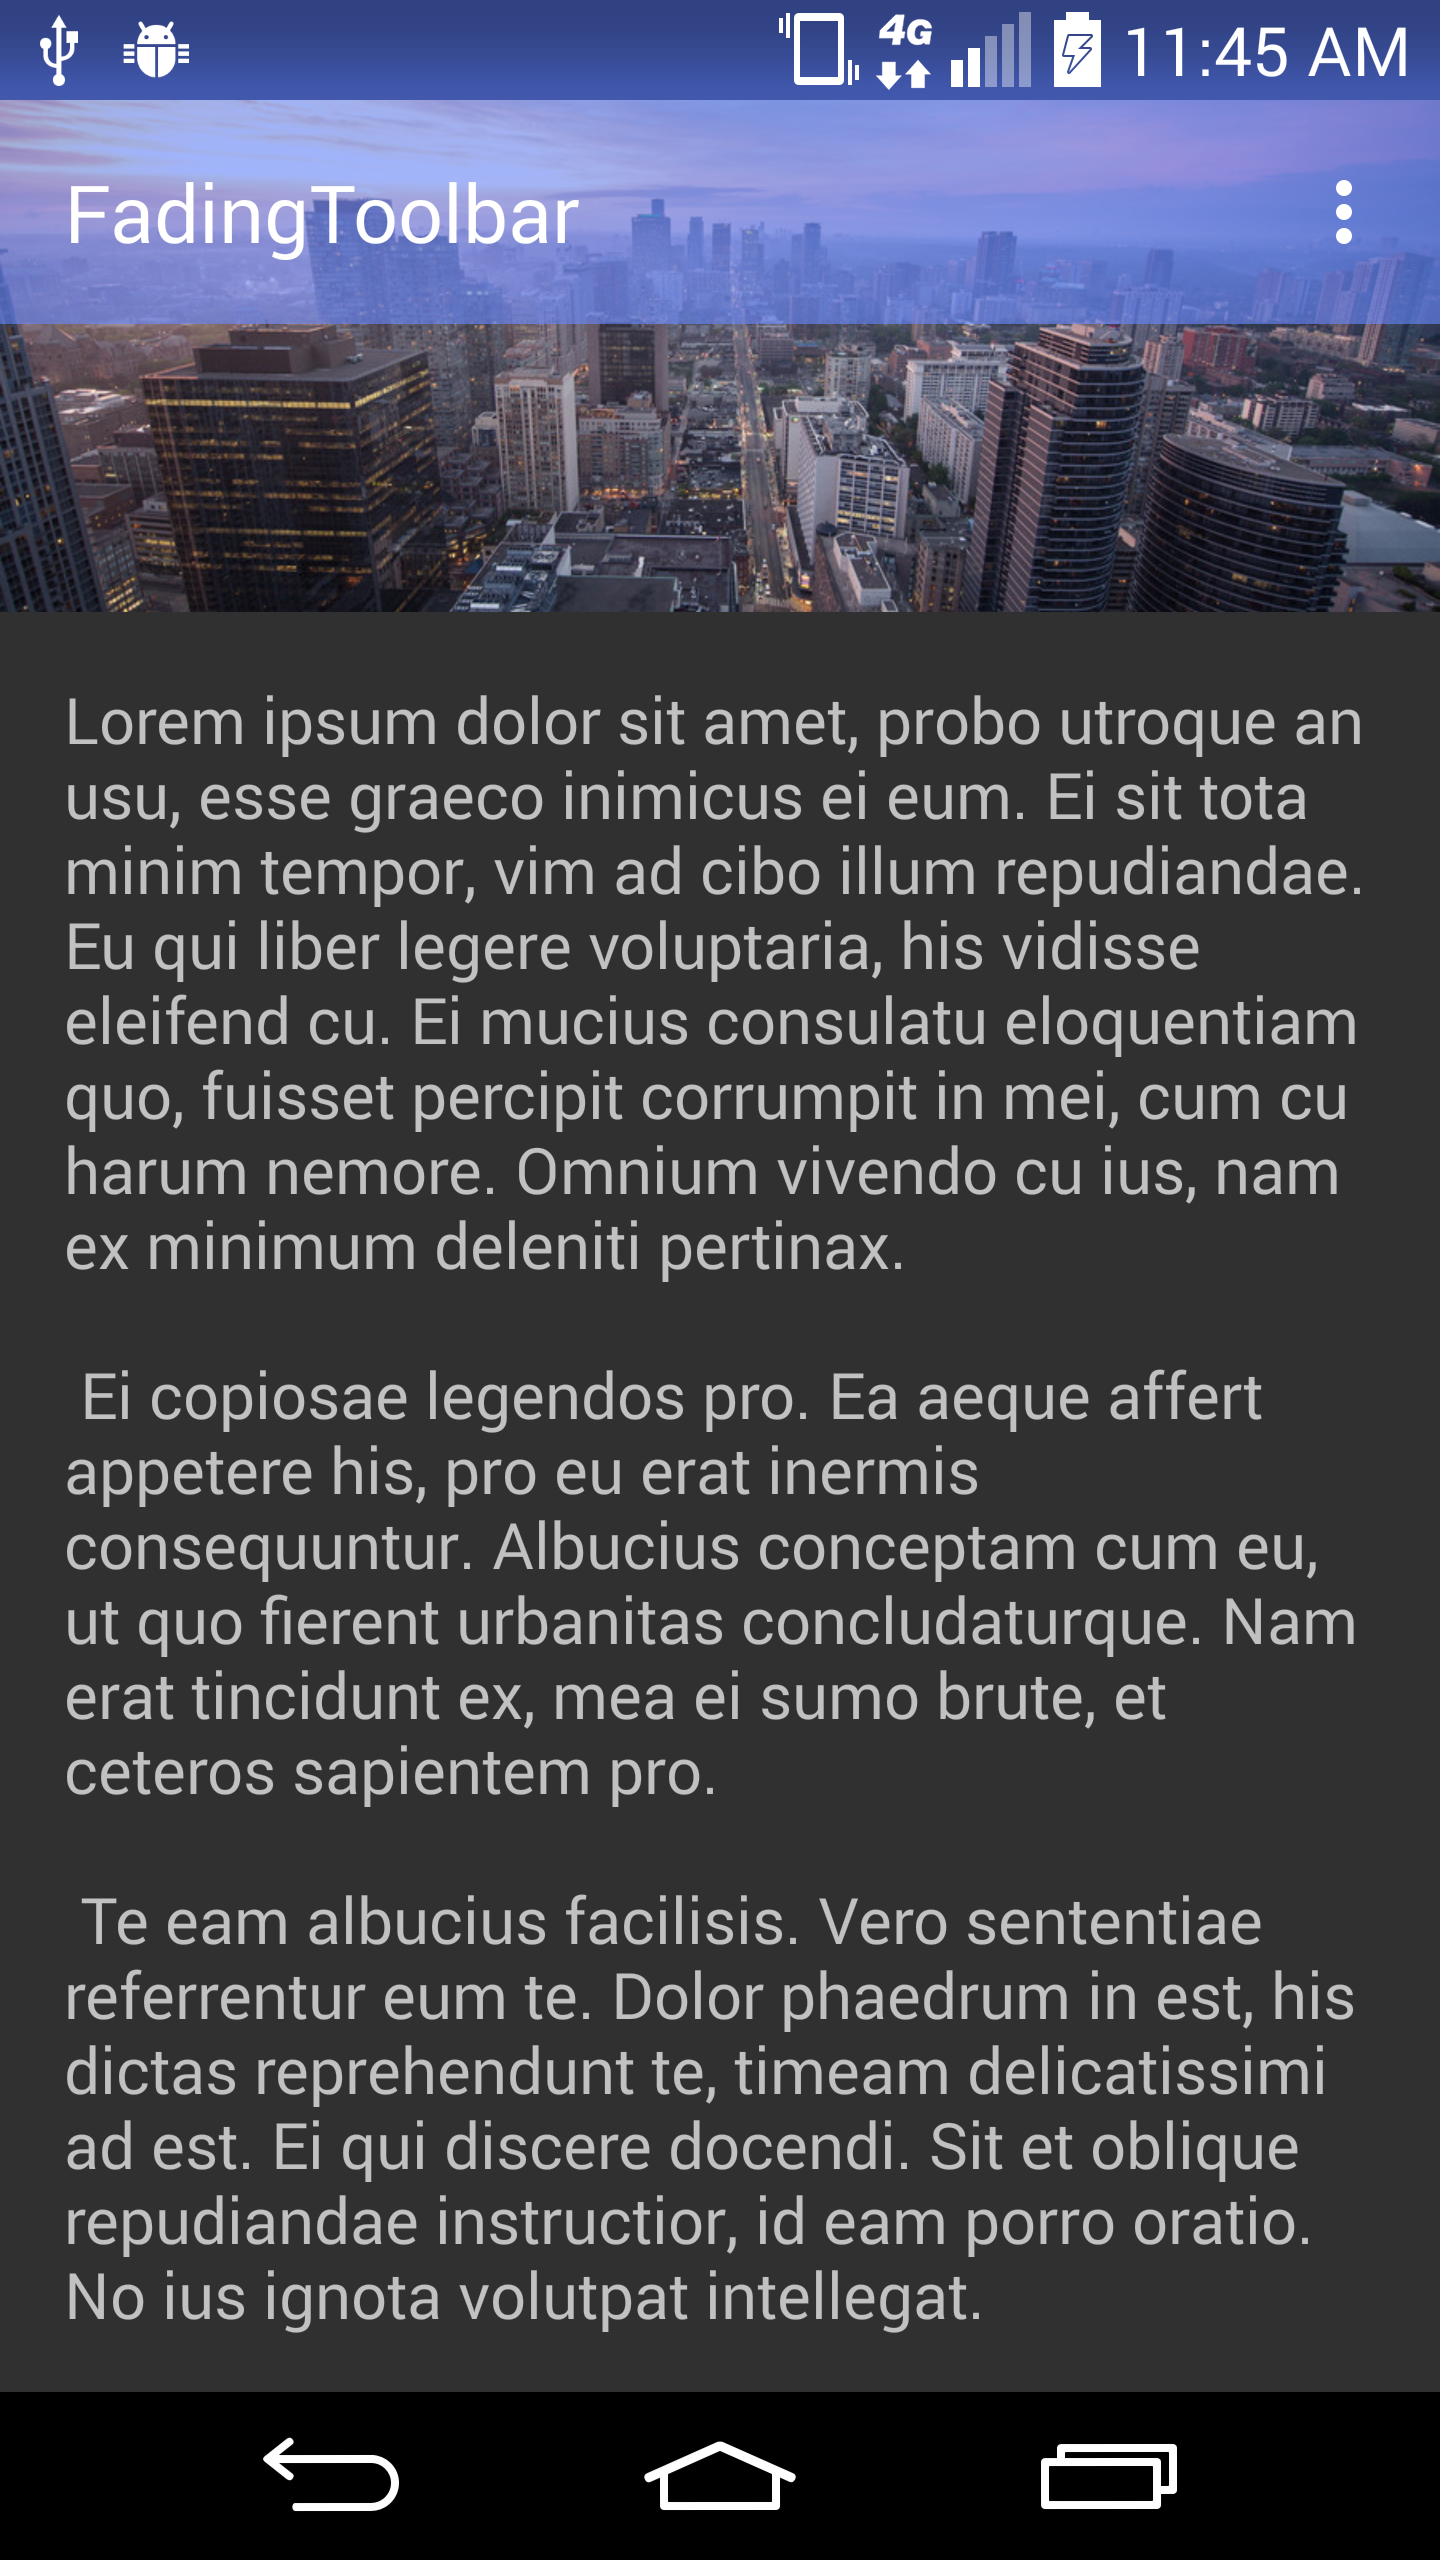 4G
11:45 AM
FadingToolbar
Lorem ipsum dolor sit amet, probo utroque an
usu, esse graeco inimicus ei eum. Ei sit tota
minim tempor, vim ad cibo illum repudiandae.
Eu qui liber legere voluptaria, his vidisse
eleifend cu. Ei mucius consulatu eloquentiam
quo, fuisset percipit corrumpit in mei, cum cu
harum nemore. Omnium vivendo cu ius, nam
ex minimum deleniti pertinax.
Ei copiosae legendos pro. Ea aeque affert
appetere his, pro eu erat inermis
consequuntur. Albucius conceptam cum eu,
ut quo fierent urbanitas concludaturque. Nam
erat tincidunt ex, mea ei sumo brute, et
ceteros sapientem pro.
Te eam albucius facilisis. Vero sententiae
referrentur eum te. Dolor phaedrum in est, his
dictas reprehendunt te, timeam delicatissimi
ad est. Ei qui discere docendi. Sit et oblique
repudiandae instructior, id eam porro oratio.
No ius ignota volutpat intellegat.